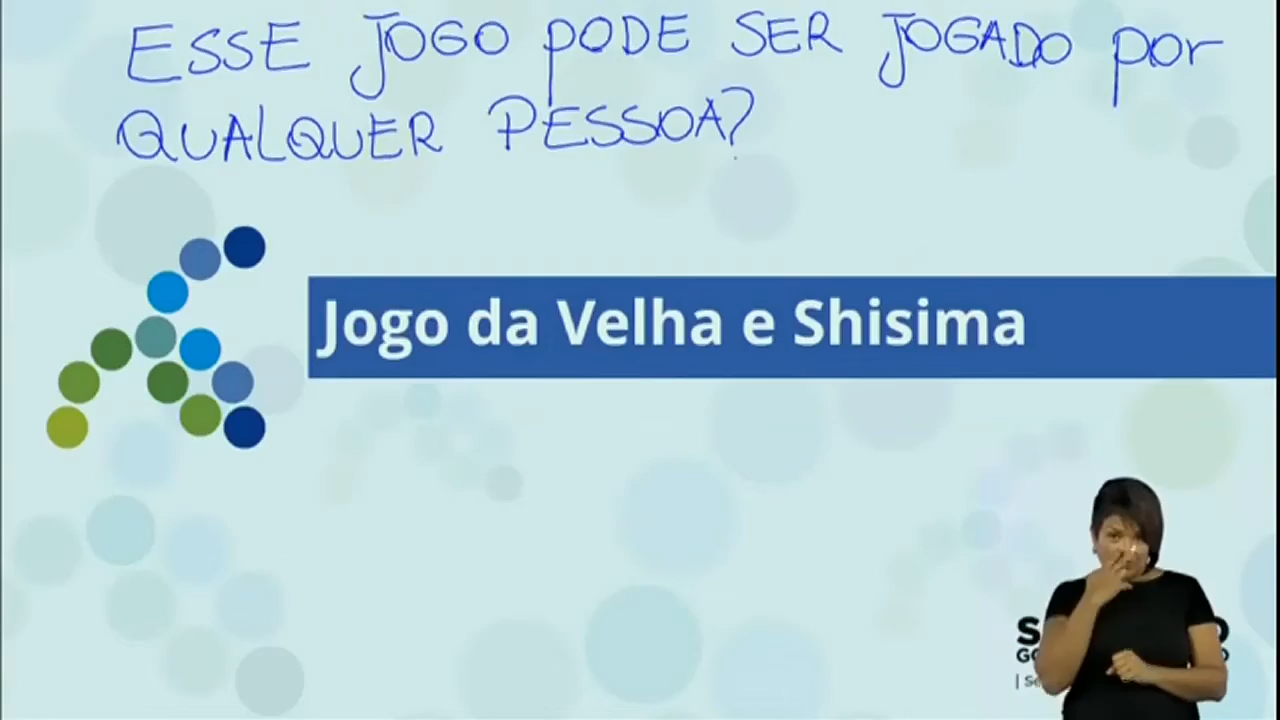 ESSE JOGO PODE SER JOGADO POR
QUALQUER PESSOA?
Jogo da Velha e Shisima